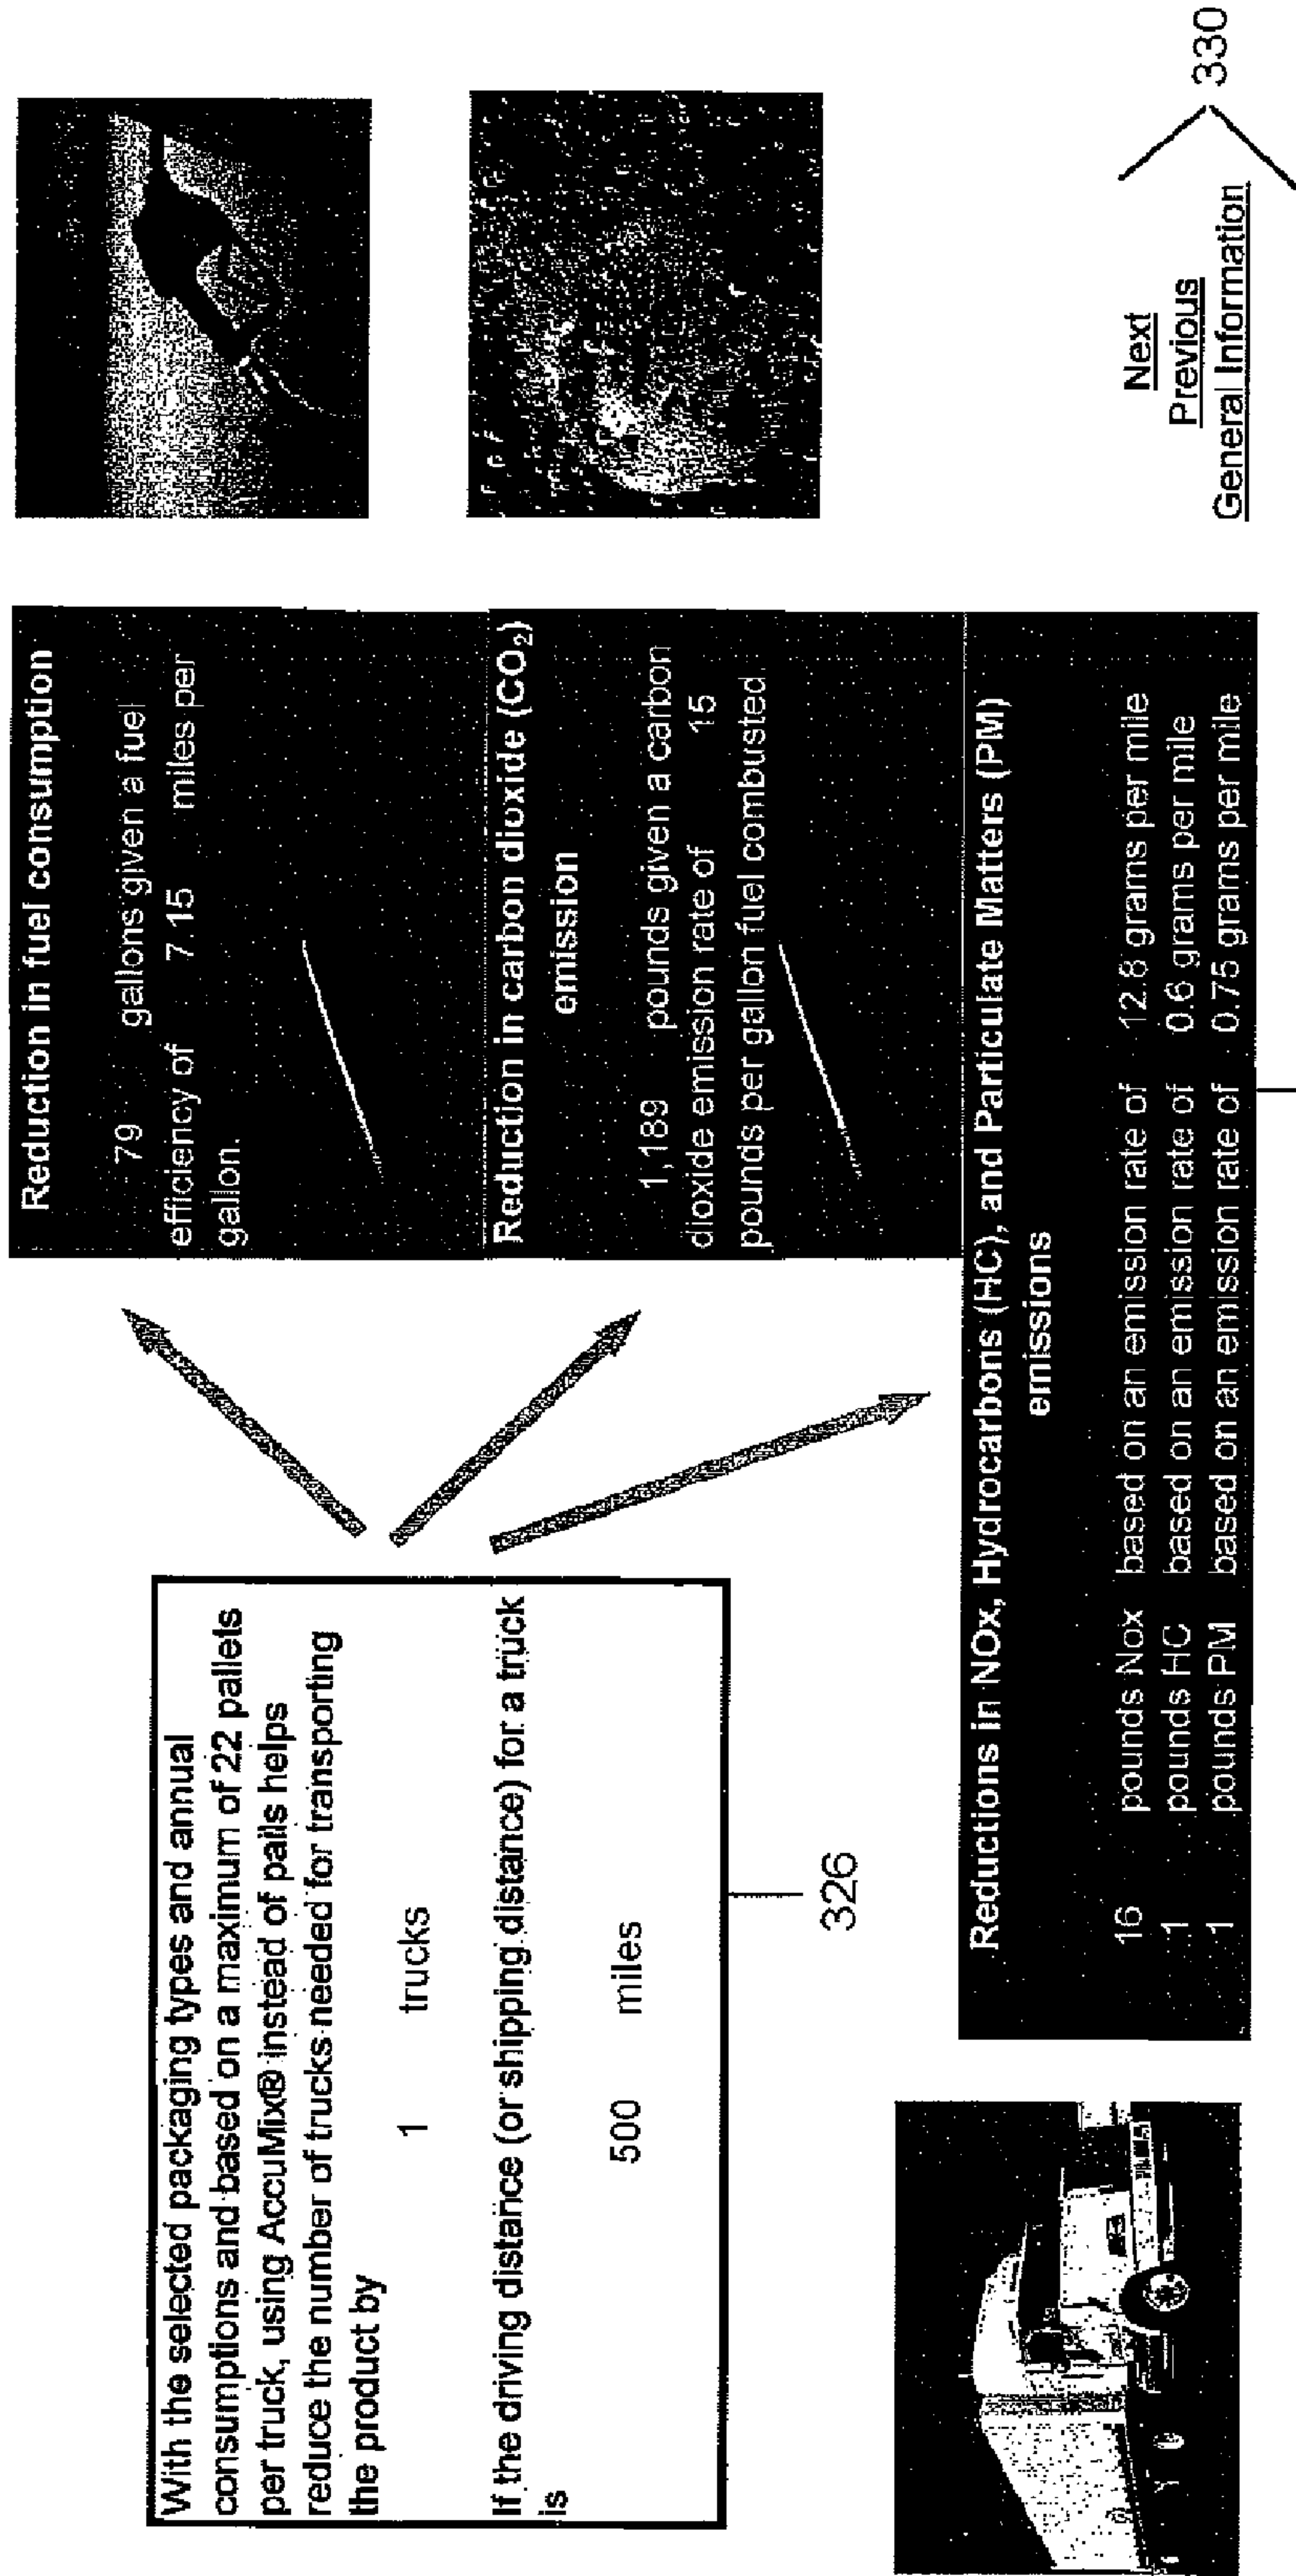 With the selected packaging types and annual
consumptions and based on a maximum of 22 pallets
per truck, using AccuMix® instead of pails helps
reduce the number of trucks needed for transporting
the product by
1 trucks
If the driving distance (or shipping distance) for a truck
is
500 miles
326
Reduction in fuel consumption
79 gallons given a fuel
efficiency of 7.15 miles per
gallon.
Reduction in carbon dioxide (CO₂)
emission
1,189 pounds given a carbon
dioxide emission rate of 15
pounds per gallon fuel combusted
Reductions in NOx, Hydrocarbons (HC), and Particulate Matters (PM)
emissions
16 pounds Nox based on an emission rate of 12.8 grams per mile
1 pounds HC based on an emission rate of 0.6 grams per mile
1 pounds PM based on an emission rate of 0.75 grams per mile
Next
Previous
General Information
330